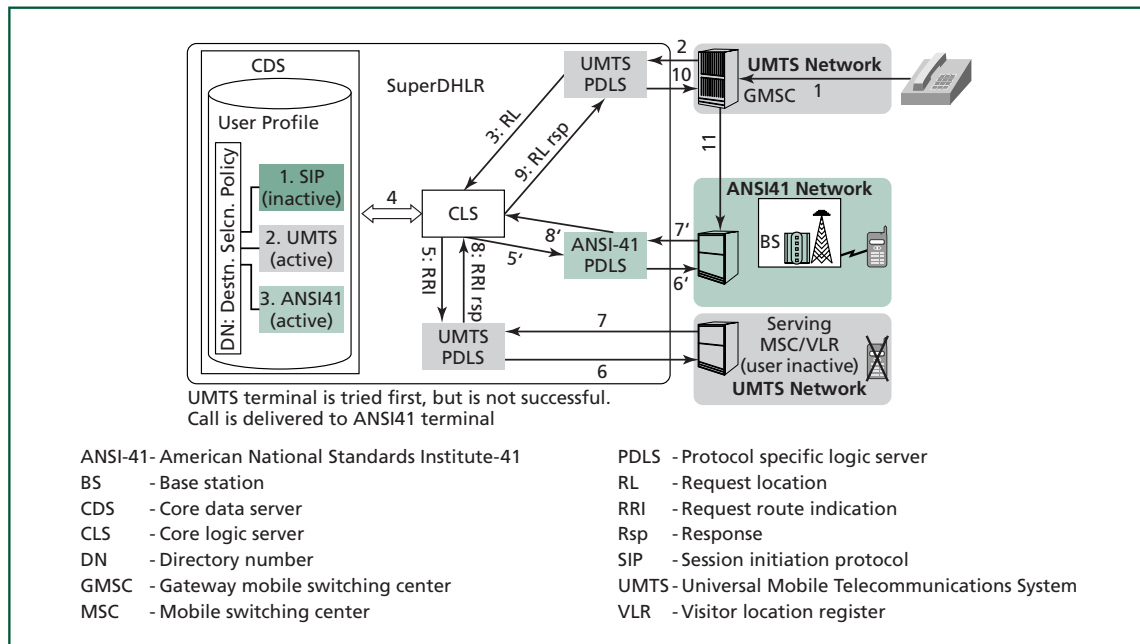 CDS
SuperDHLR
User Profile
DN: Destn. Selcn. Policy
1. SIP
(inactive)
2. UMTS
(active)
3. ANSI41
(active)
4
CLS
UMTS
PDLS
3: RL
9: RL rsp
2
10
UMTS Network
GMSC
1
11
ANSI41 Network
BS
8‘
5‘
ANSI-41
PDLS
7‘
6‘
5: RRI
8: RRI rsp
UMTS
PDLS
7
6
Serving
MSC/VLR
(user inactive)
UMTS Network
UMTS terminal is tried first, but is not successful.
Call is delivered to ANSI41 terminal
ANSI-41- American National Standards Institute-41
BS - Base station
CDS - Core data server
CLS - Core logic server
DN - Directory number
GMSC - Gateway mobile switching center
MSC - Mobile switching center
PDLS - Protocol specific logic server
RL - Request location
RRI - Request route indication
Rsp - Response
SIP - Session initiation protocol
UMTS - Universal Mobile Telecommunications System
VLR - Visitor location register